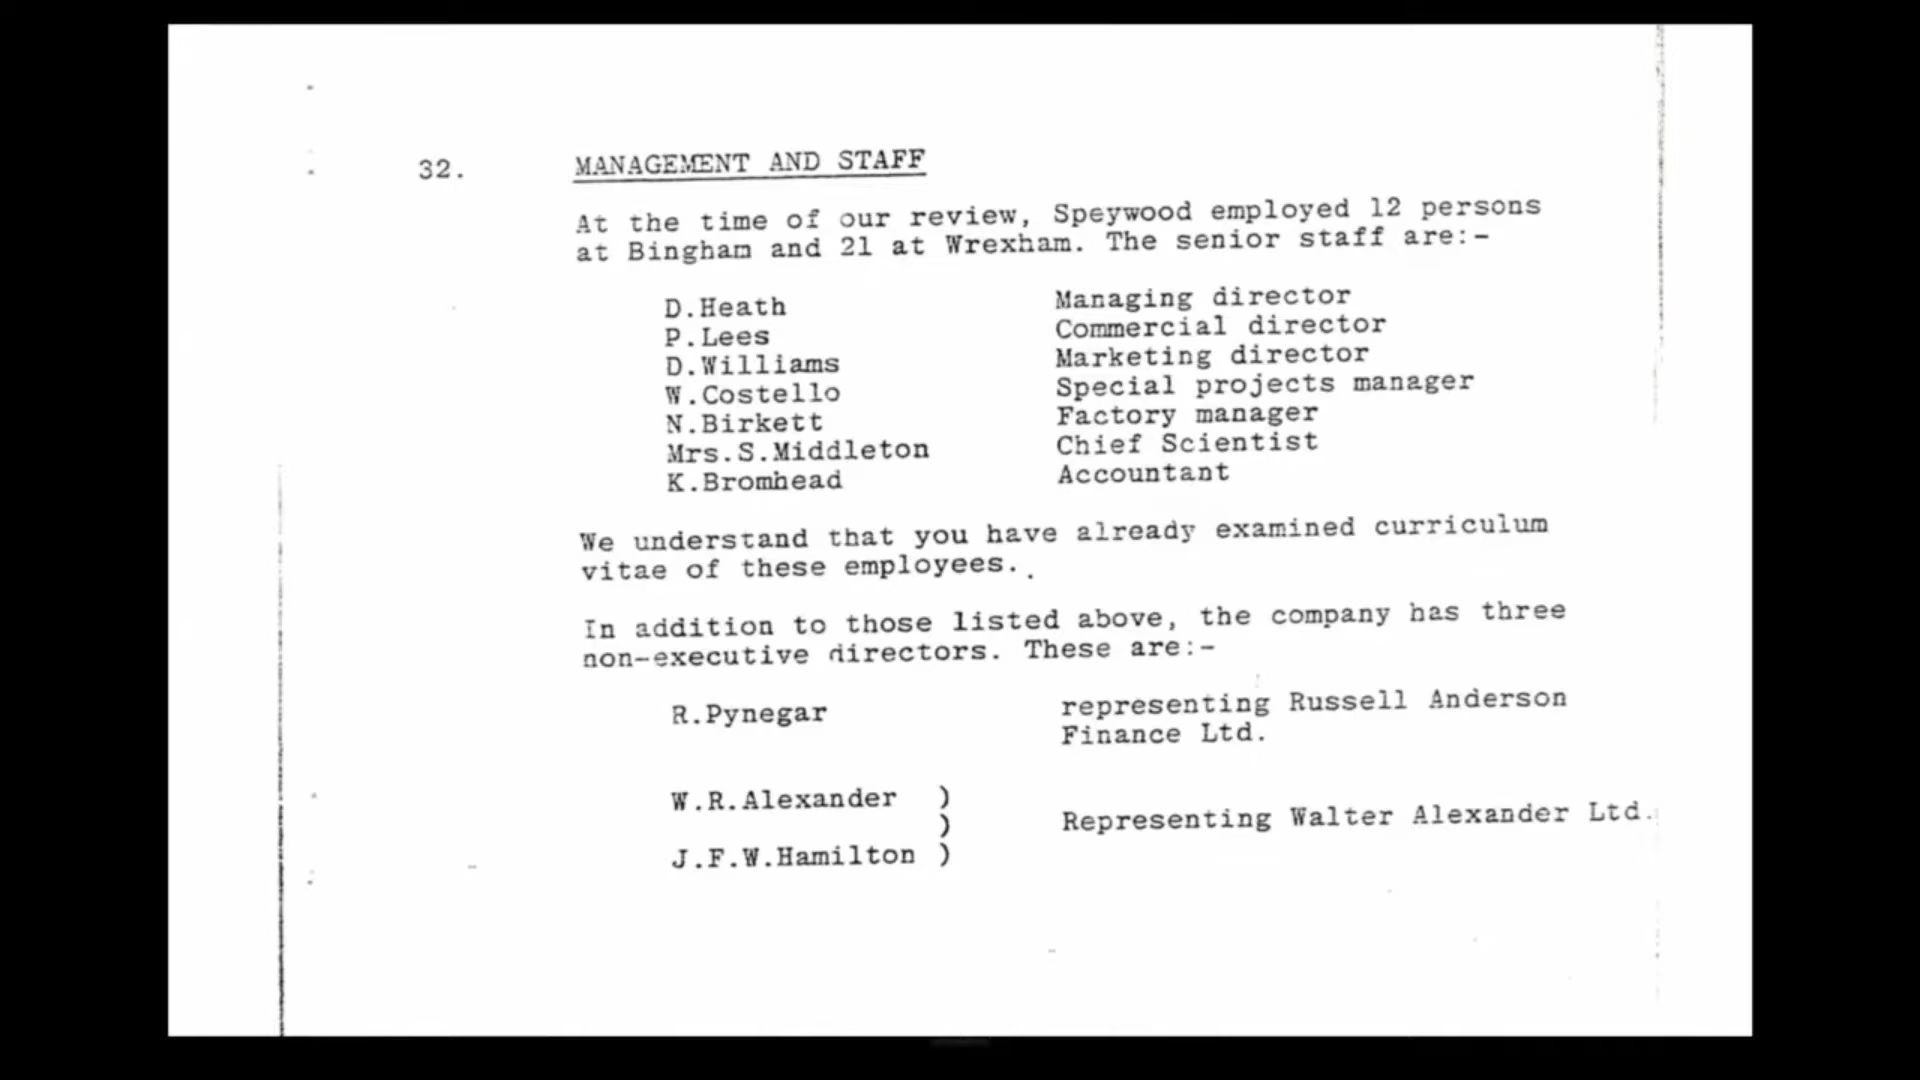 32. MANAGEMENT AND STAFF
At the time of our review, Speywood employed 12 persons
at Bingham and 21 at Wrexham. The senior staff are:-
D.Heath Managing director
P.Lees Commercial director
D.Williams Marketing director
W.Costello Special projects manager
N.Birkett Factory manager
Mrs.S.Middleton Chief Scientist
K.Bromhead Accountant
We understand that you have already examined curriculum
vitae of these employees.
In addition to those listed above, the company has three
non-executive directors. These are:-
R.Pynegar representing Russell Anderson
Finance Ltd.
W.R.Alexander )
) Representing Walter Alexander Ltd.
J.F.W.Hamilton )